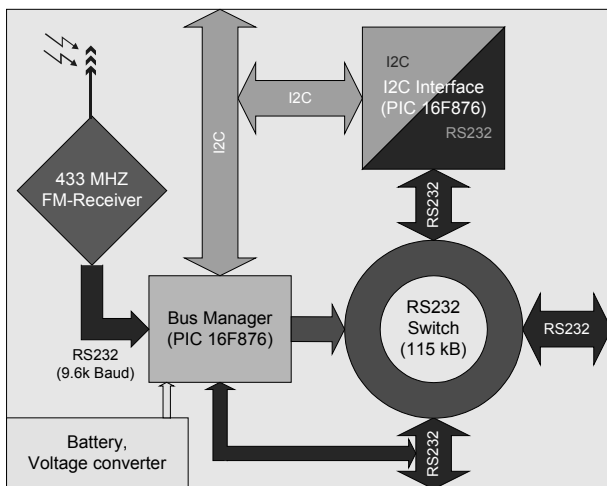 I2C
I2C Interface
(PIC 16F876)
RS232
I2C
I2C
433 MHZ
FM-Receiver
RS232
Bus Manager
(PIC 16F876)
RS232
Switch
(115 kB)
RS232
RS232
(9.6k Baud)
Battery,
Voltage converter
RS232